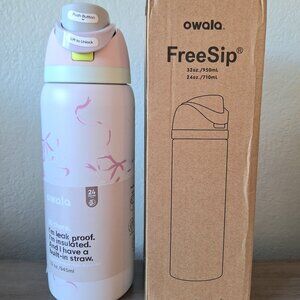 Push Button
Lift to Unlock
24
owala
I'm leak proof.
I'm insulated.
And I have a
built-in straw.
owala
FreeSip®
32oz./950mL
24oz./710mL